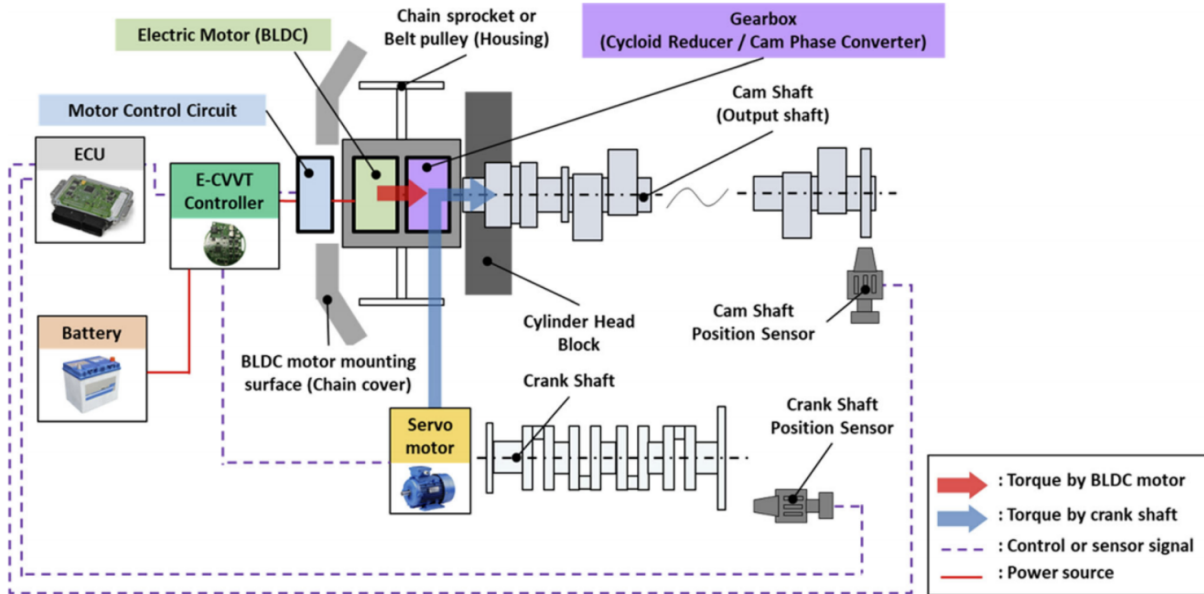 Chain sprocket or
Belt pulley (Housing)
Gearbox
(Cycloid Reducer / Cam Phase Converter)
Electric Motor (BLDC)
Motor Control Circuit
Cam Shaft
(Output shaft)
ECU
E-CVVT
Controller
Battery
BLDC motor mounting
surface (Chain cover)
Cylinder Head
Block
Cam Shaft
Position Sensor
Crank Shaft
Servo
motor
Crank Shaft
Position Sensor
: Torque by BLDC motor
: Torque by crank shaft
: Control or sensor signal
: Power source